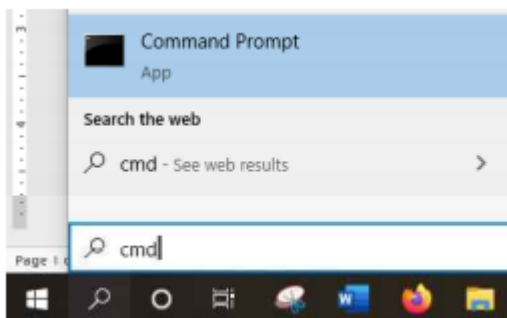 Command Prompt
App
Search the web
cmd - See web results
cmd
Page 1